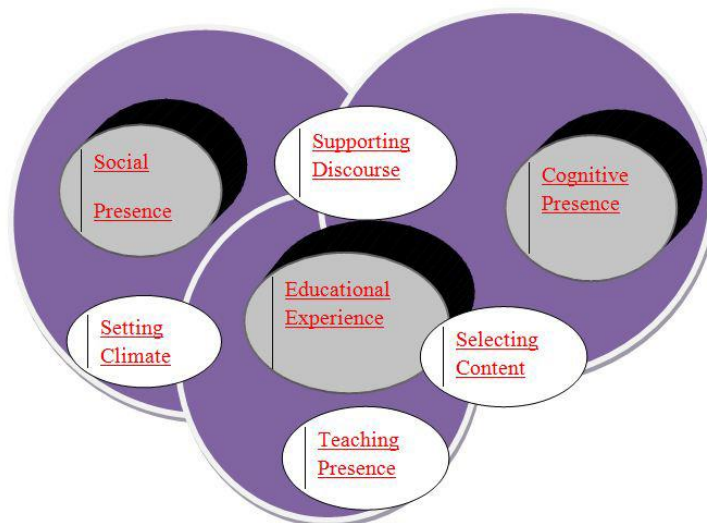 Social
Presence
Supporting
Discourse
Cognitive
Presence
Educational
Experience
Setting
Climate
Selecting
Content
Teaching
Presence